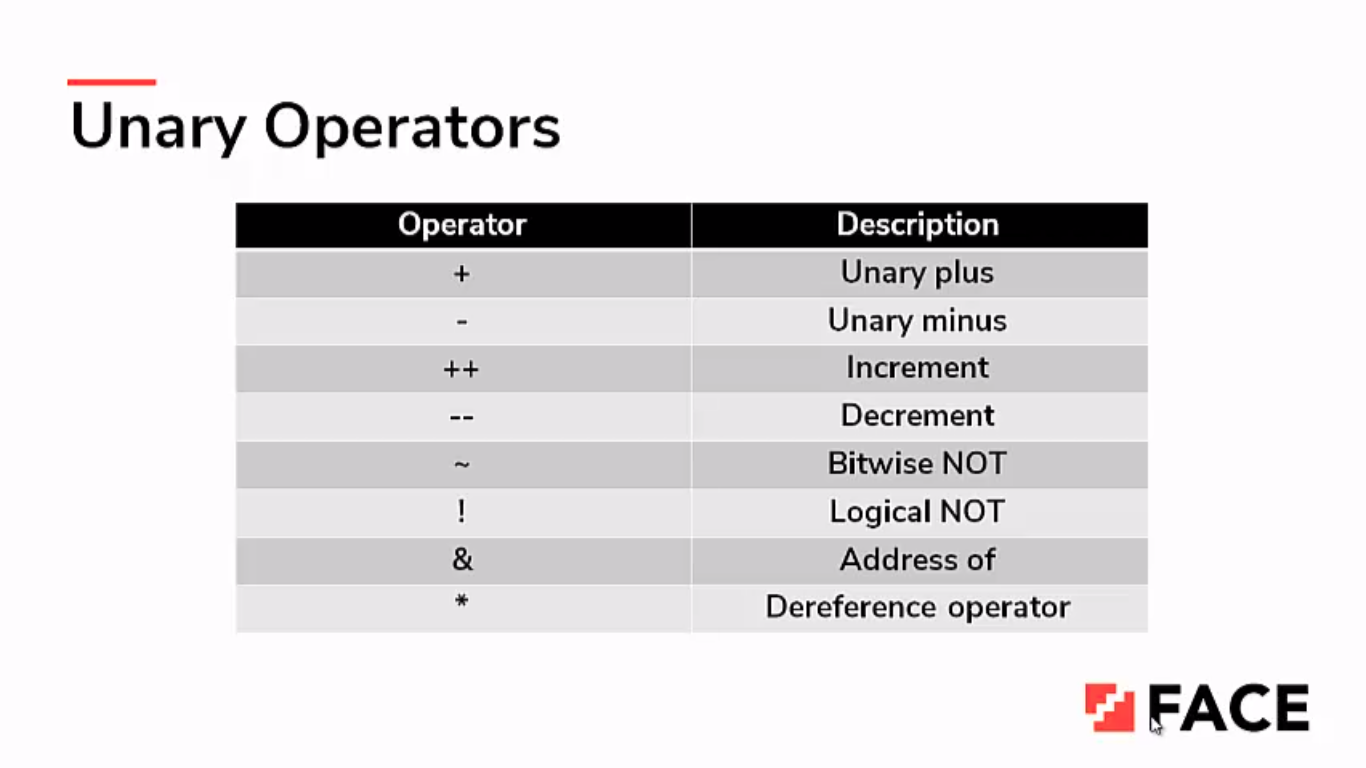 Unary Operators
Operator Description
+ Unary plus
- Unary minus
++ Increment
-- Decrement
~ Bitwise NOT
! Logical NOT
& Address of
* Dereference operator
FACE